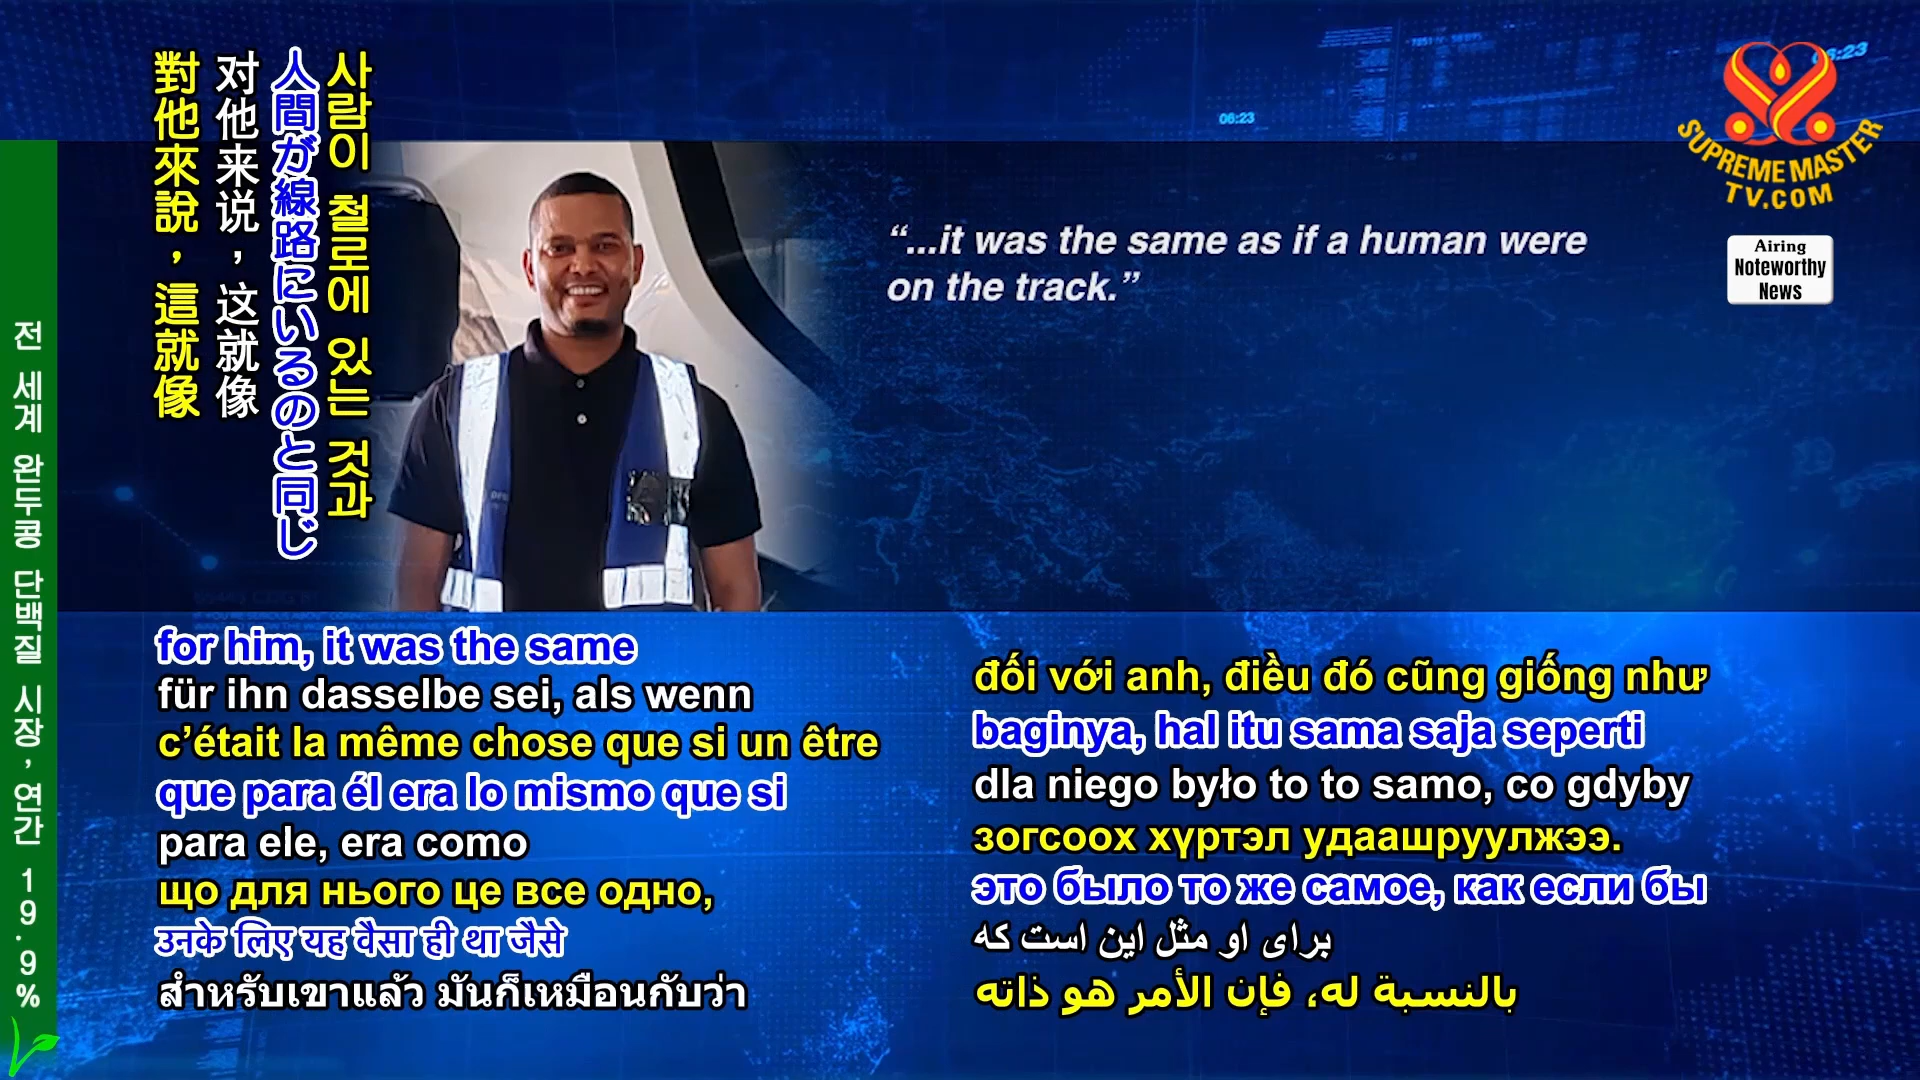 사람이 철로에 있는 것과
人間が線路にいるのと同じ
对他来说，这就像
對他來說，這就像
전 세계 완두콩 단백질 시장, 연간 19.9%
06:23
SUPREME MASTER
TV.COM
Airing
Noteworthy
News
“...it was the same as if a human were
on the track.”
for him, it was the same
für ihn dasselbe sei, als wenn
c’était la même chose que si un être
que para él era lo mismo que si
para ele, era como
що для нього це все одно,
उनके लिए यह वैसा ही था जैसे
สำหรับเขาแล้ว มันก็เหมือนกับว่า
đối với anh, điều đó cũng giống như
baginya, hal itu sama saja seperti
dla niego było to to samo, co gdyby
зогсоох хүртэл удаашруулжээ.
это было то же самое, как если бы
برای او مثل این است که
بالنسبة له، فإن الأمر هو ذاته